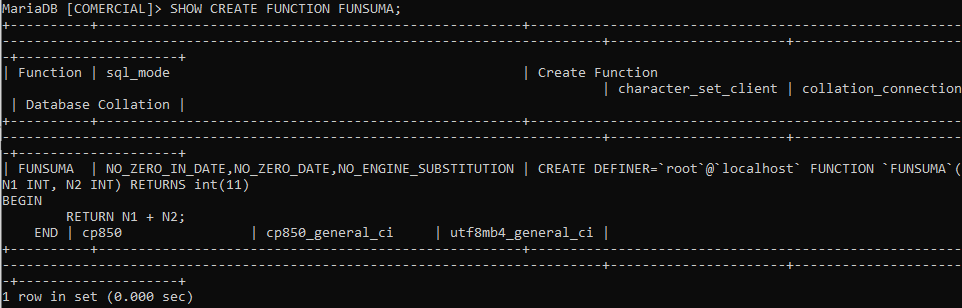 MariaDB [COMERCIAL]> SHOW CREATE FUNCTION FUNSUMA;
+----------+-----------------------------------------------------+-----------------------------------------------------
---------------------------------------------------------------------------+----------------------+---------------------
-+--------------------+
| Function | sql_mode                                            | Create Function
                                                                           | character_set_client | collation_connection
 | Database Collation |
+----------+-----------------------------------------------------+-----------------------------------------------------
---------------------------------------------------------------------------+----------------------+---------------------
-+--------------------+
| FUNSUMA  | NO_ZERO_IN_DATE,NO_ZERO_DATE,NO_ENGINE_SUBSTITUTION | CREATE DEFINER=`root`@`localhost` FUNCTION `FUNSUMA`(
N1 INT, N2 INT) RETURNS int(11)
BEGIN
        RETURN N1 + N2;
    END | cp850                | cp850_general_ci     | utf8mb4_general_ci |
+----------+-----------------------------------------------------+-----------------------------------------------------
---------------------------------------------------------------------------+----------------------+---------------------
-+--------------------+
1 row in set (0.000 sec)